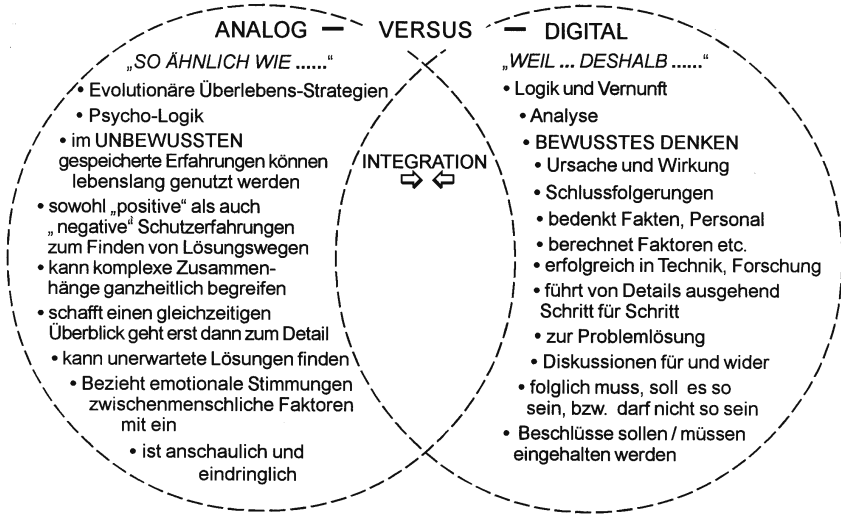 ANALOG – VERSUS – DIGITAL
„SO ÄHNLICH WIE ......“
• Evolutionäre Überlebens-Strategien
• Psycho-Logik
• im UNBEWUSSTEN
gespeicherte Erfahrungen können
lebenslang genutzt werden
• sowohl „positive“ als auch
„negative“ Schutzerfahrungen
zum Finden von Lösungswegen
• kann komplexe Zusammen-
hänge ganzheitlich begreifen
• schafft einen gleichzeitigen
Überblick geht erst dann zum Detail
• kann unerwartete Lösungen finden
• Bezieht emotionale Stimmungen
zwischenmenschliche Faktoren
mit ein
• ist anschaulich und
eindringlich
INTEGRATION
„WEIL ... DESHALB ......“
• Logik und Vernunft
• Analyse
• BEWUSSTES DENKEN
• Ursache und Wirkung
• Schlussfolgerungen
• bedenkt Fakten, Personal
• berechnet Faktoren etc.
• erfolgreich in Technik, Forschung
• führt von Details ausgehend
Schritt für Schritt
• zur Problemlösung
• Diskussionen für und wider
• folglich muss, soll es so
sein, bzw. darf nicht so sein
• Beschlüsse sollen / müssen
eingehalten werden